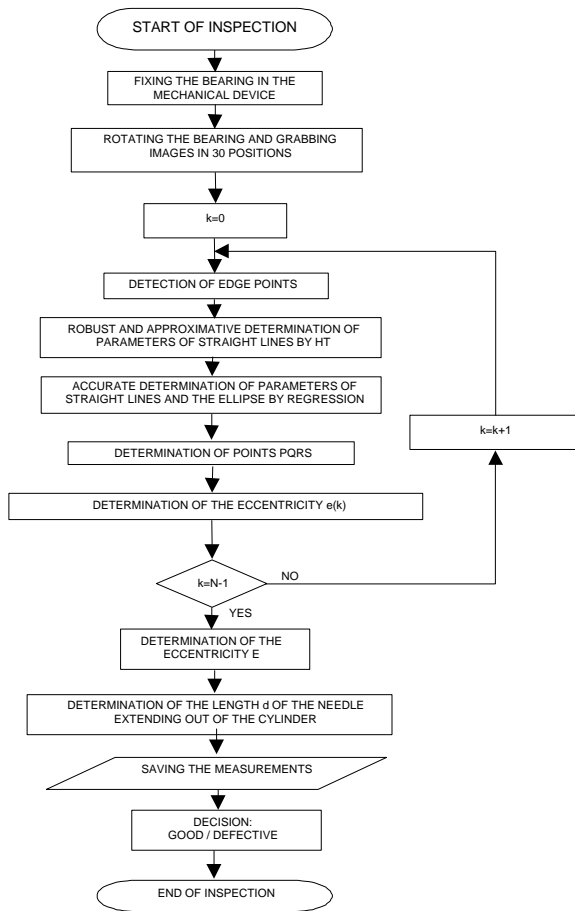 START OF INSPECTION
FIXING THE BEARING IN THE
MECHANICAL DEVICE
ROTATING THE BEARING AND GRABBING
IMAGES IN 30 POSITIONS
k=0
DETECTION OF EDGE POINTS
ROBUST AND APPROXIMATIVE DETERMINATION OF
PARAMETERS OF STRAIGHT LINES BY HT
ACCURATE DETERMINATION OF PARAMETERS OF
STRAIGHT LINES AND THE ELLIPSE BY REGRESSION
k=k+1
DETERMINATION OF POINTS PQRS
DETERMINATION OF THE ECCENTRICITY e(k)
k=N-1
NO
YES
DETERMINATION OF THE
ECCENTRICITY E
DETERMINATION OF THE LENGTH d OF THE NEEDLE
EXTENDING OUT OF THE CYLINDER
SAVING THE MEASUREMENTS
DECISION:
GOOD / DEFECTIVE
END OF INSPECTION